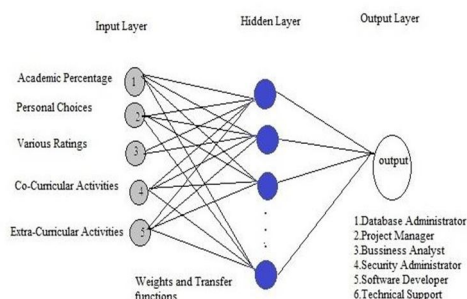 Input Layer
Hidden Layer
Output Layer
Academic Percentage
1
Personal Choices
2
Various Ratings
3
Co-Curricular Activities
4
Extra-Curricular Activities
5
output
Weights and Transfer
functions
1.Database Administrator
2.Project Manager
3.Bussiness Analyst
4.Security Administrator
5.Software Developer
6.Technical Support